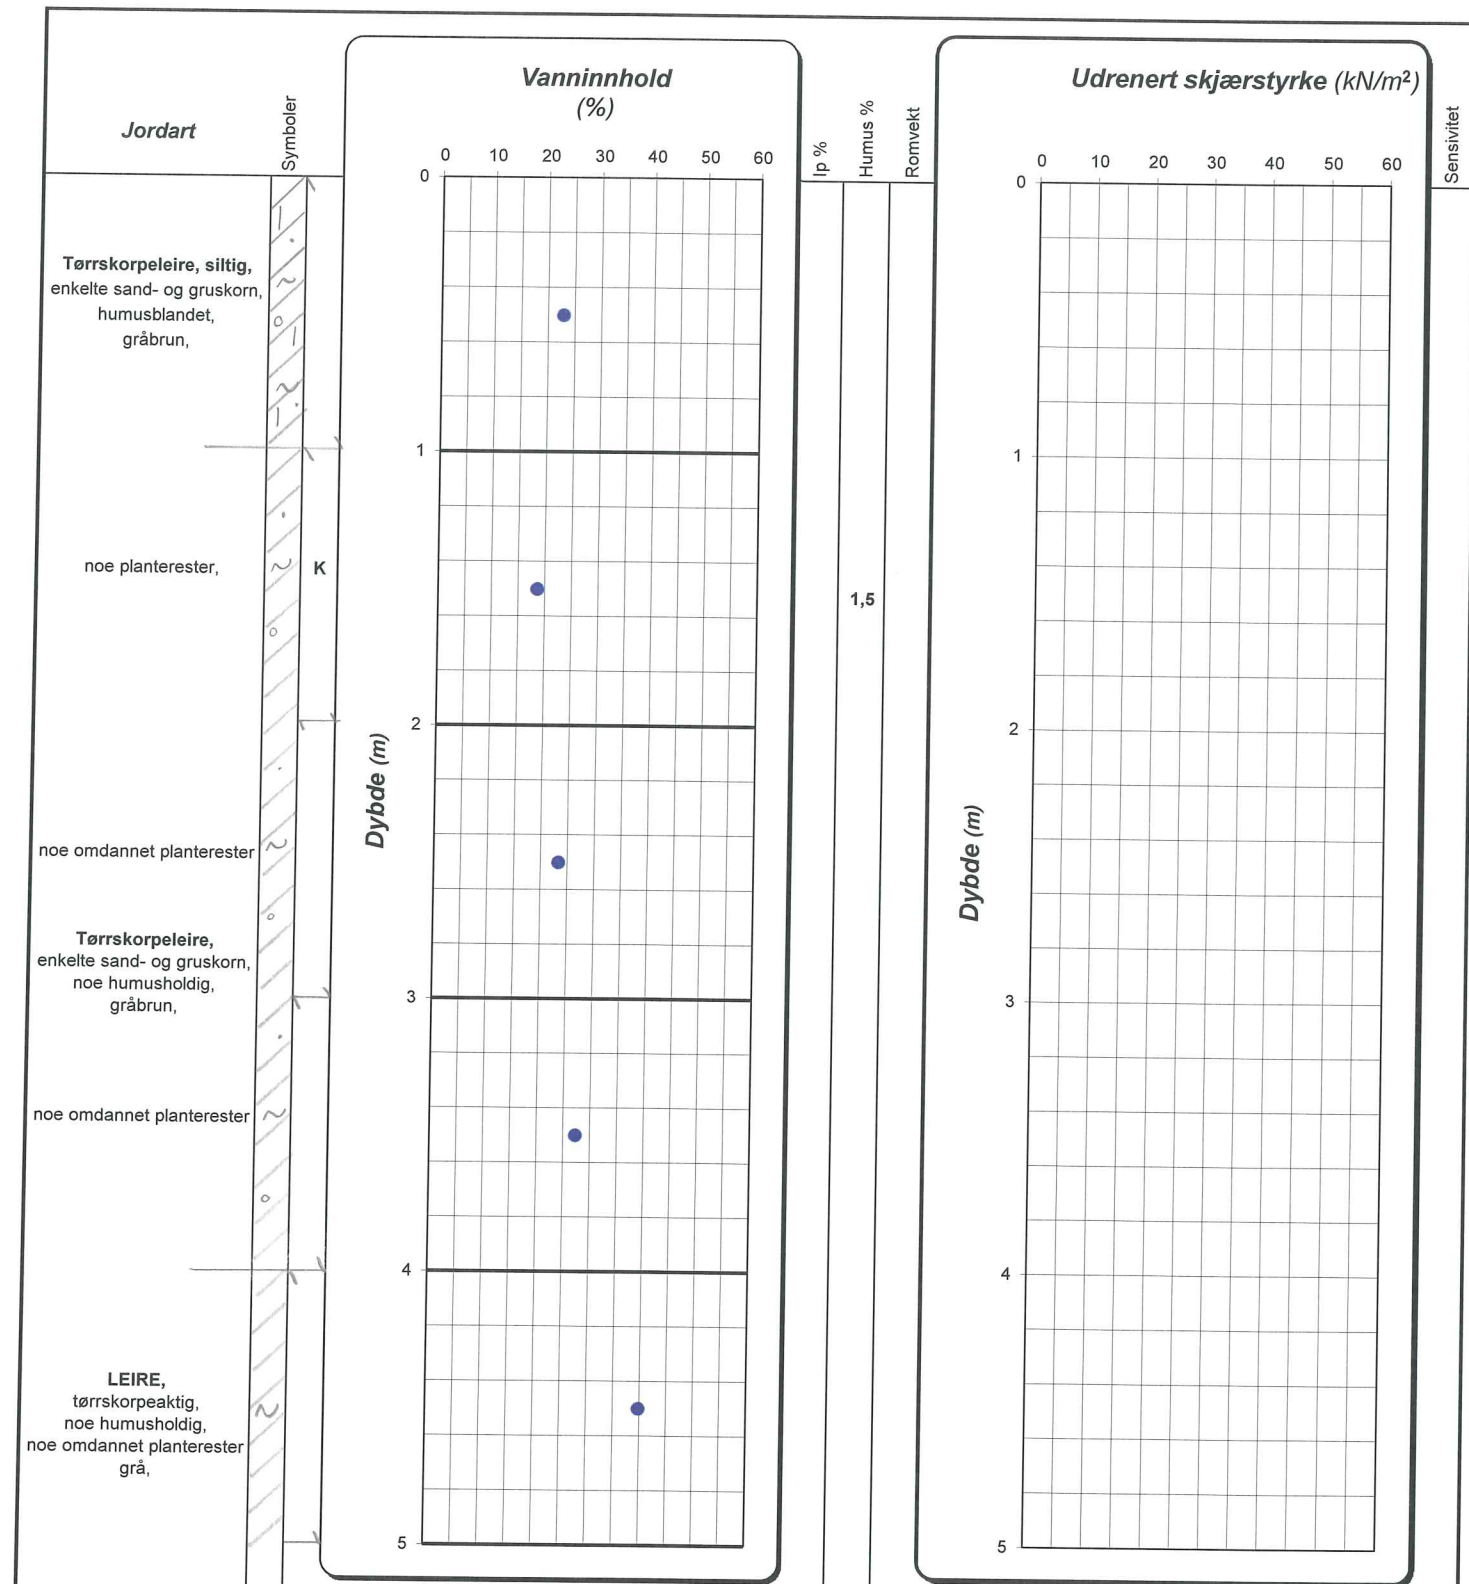 Jordart
Symboler
Vanninnhold
(%)
0 10 20 30 40 50 60
Ip %
Humus %
Romvekt
Udrenert skjærstyrke (kN/m²)
0 10 20 30 40 50 60
Sensivitet
0
1
2
3
4
5
Dybde (m)
0
1
2
3
4
5
Dybde (m)
Tørrskorpeleire, siltig,
enkelte sand- og gruskorn,
humusblandet,
gråbrun,
noe planterester,
K
1,5
noe omdannet planterester
Tørrskorpeleire,
enkelte sand- og gruskorn,
noe humusholdig,
gråbrun,
noe omdannet planterester
LEIRE,
tørrskorpeaktig,
noe humusholdig,
noe omdannet planterester
grå,